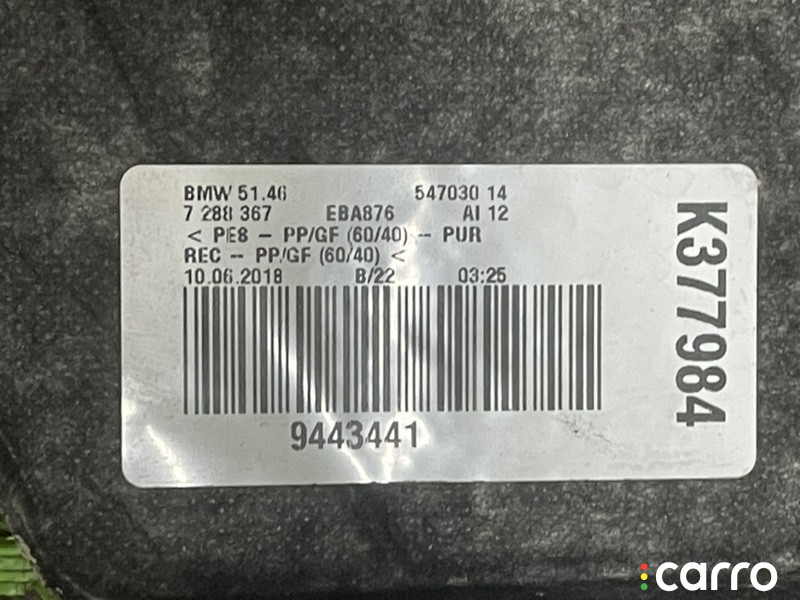 BMW 51.46 547030 14
7 288 367 EBA876 AI 12
< PE8 -- PP/GF (60/40) -- PUR
REC -- PP/GF (60/40) <
10.06.2018 B/22 03:25
9443441
K377984
carro